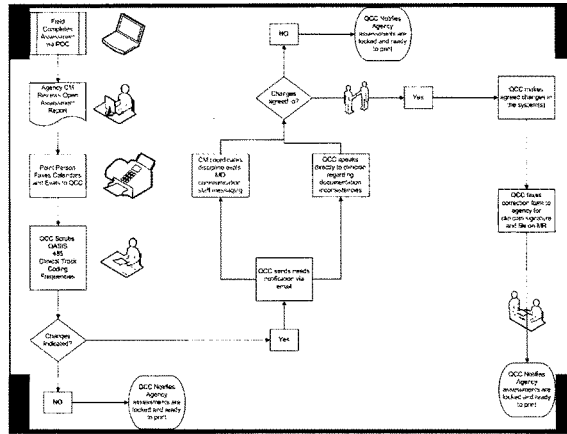 Field
Completes
Assessment
via POC
Agency CM
Reviews Open
Assessment
Report
Point Person
Faxes Calendars
and Evals to QCC
QCC Scrubs
OASIS
485
Clinical Track
Coding
Frequencies
Changes
Indicated?
NO
QCC Notifies
Agency
assessments are
locked and ready
to print
Yes
QCC sends needs
notification via
email
CM coordinates
discipline evals
MD
communication
staff messaging
QCC speaks
directly to clinician
regarding
documentation
inconsistencies
Changes
agreed to?
NO
QCC Notifies
Agency
assessments are
locked and ready
to print
Yes
QCC makes
agreed changes in
the system(s)
QCC faxes
correction form to
agency for
clinician signature
and file on MR
QCC Notifies
Agency
assessments are
locked and ready
to print